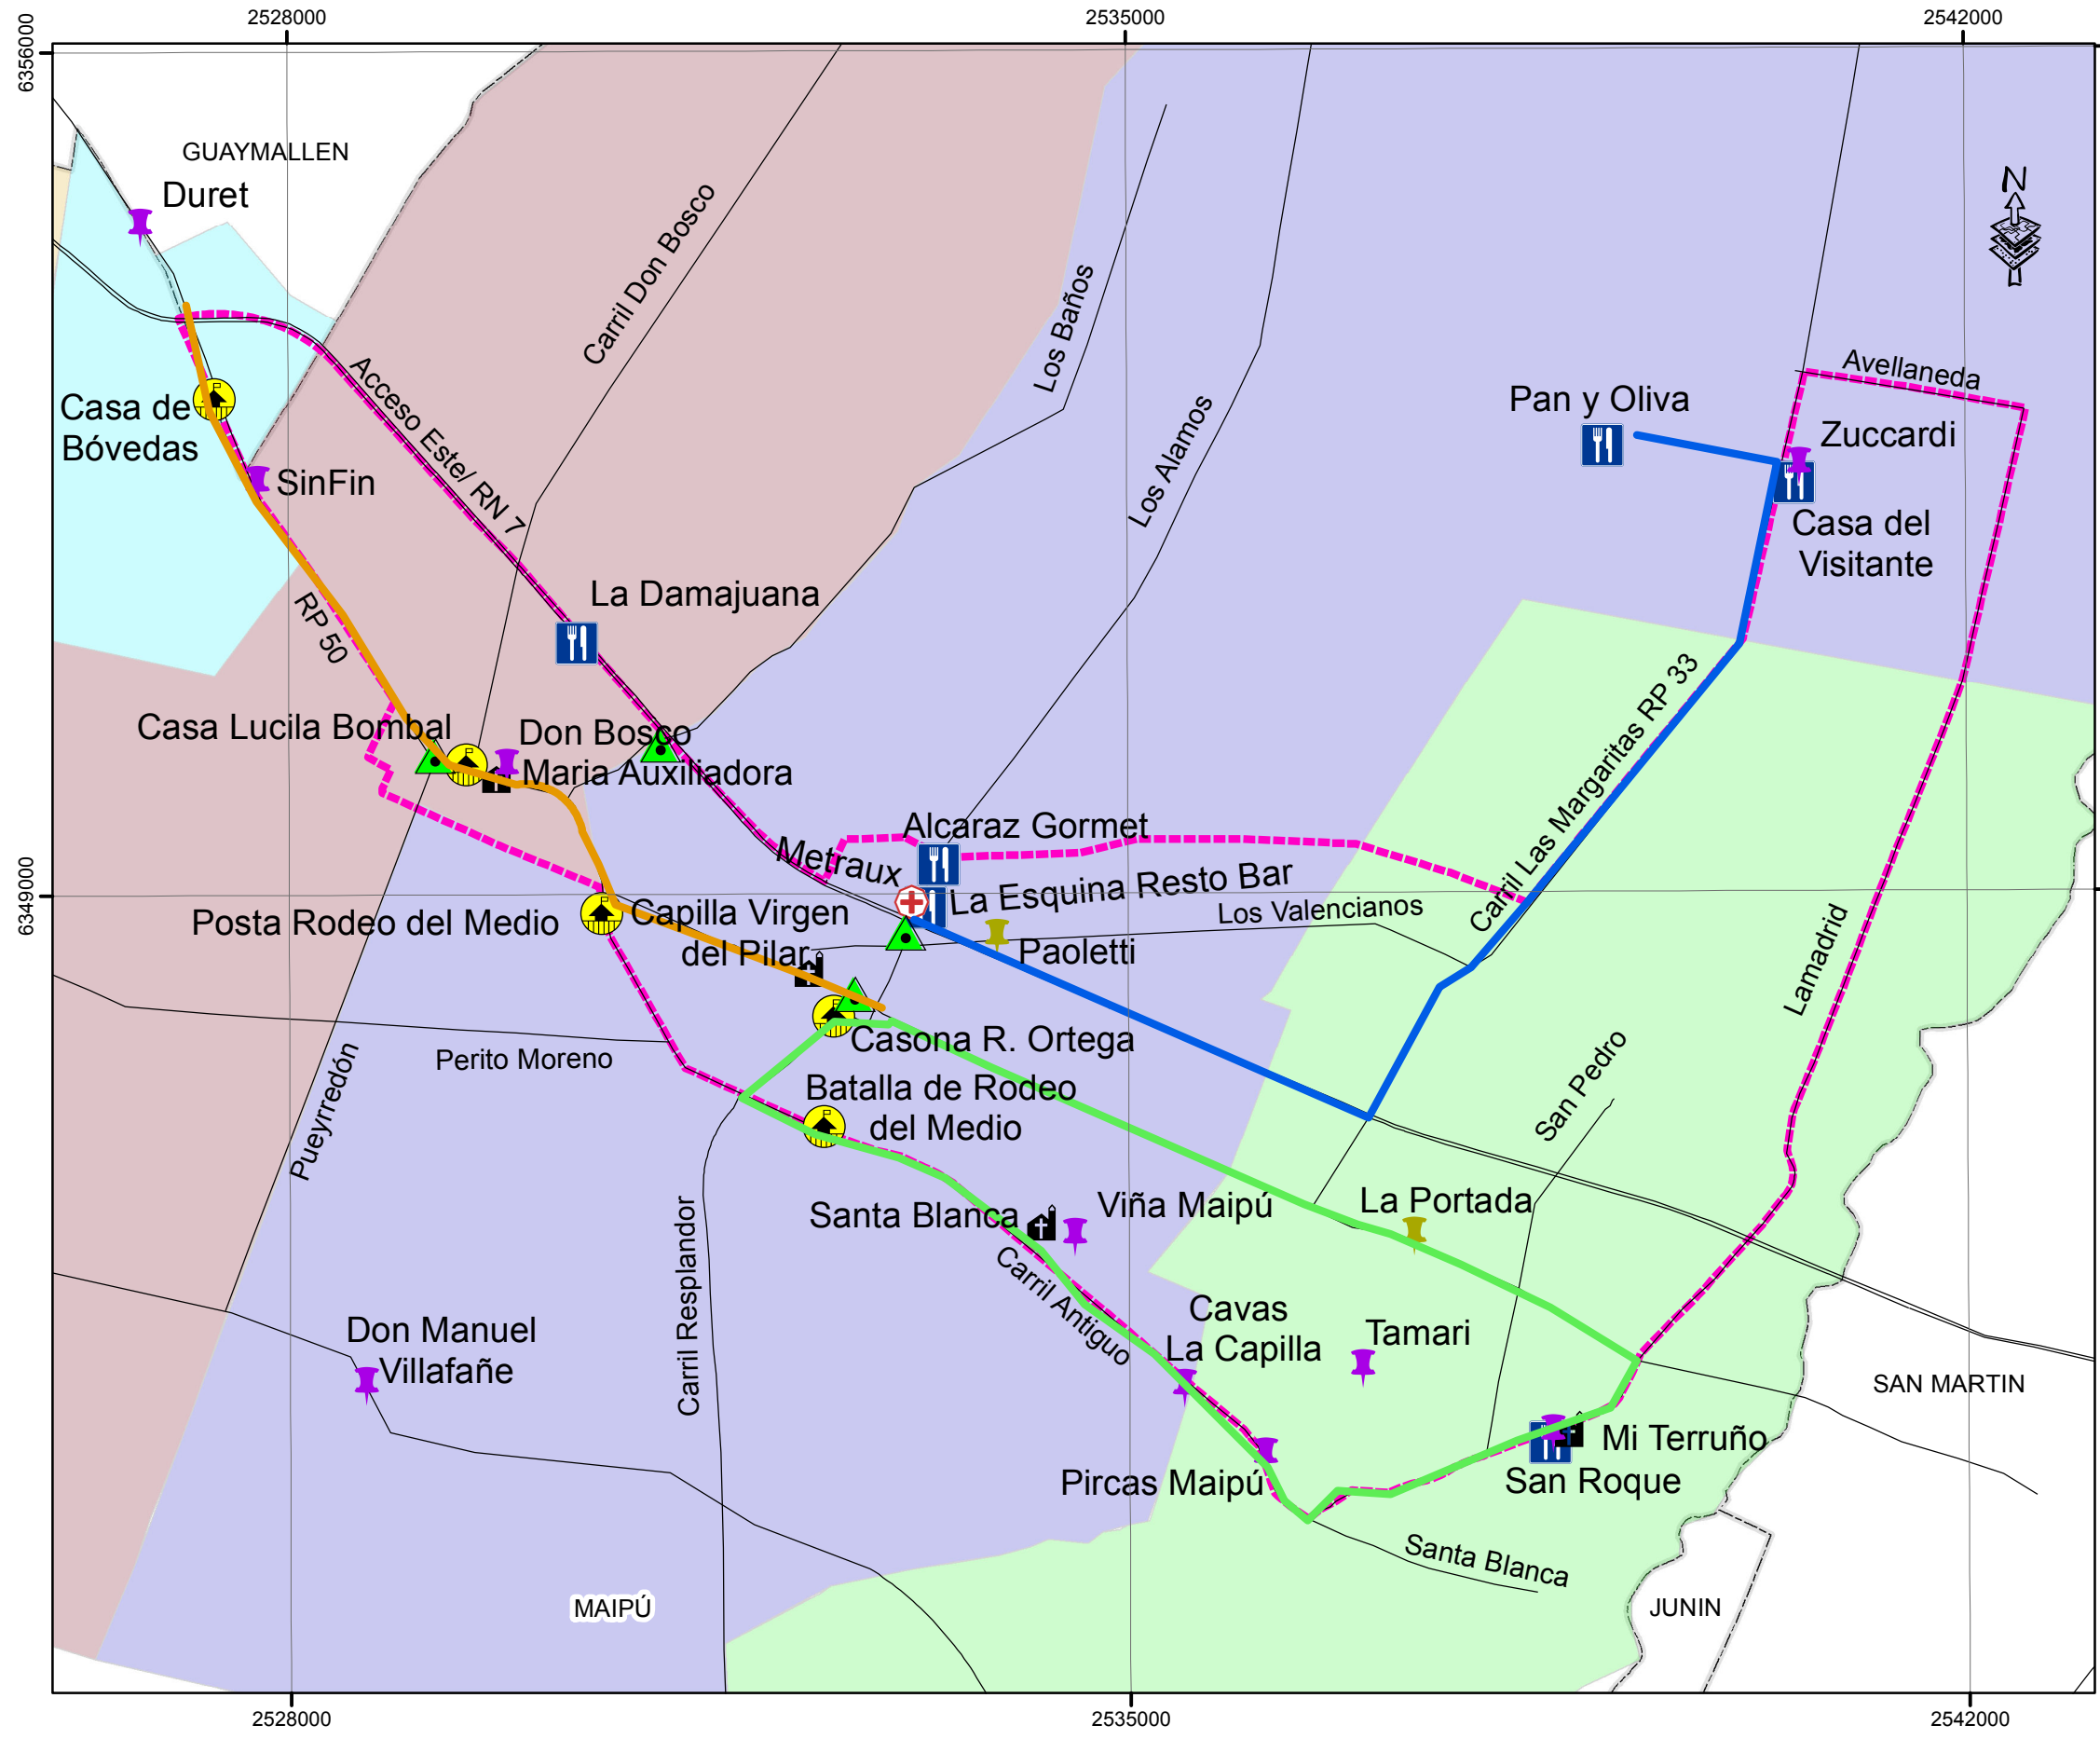 2528000
2535000
2542000
6356000
GUAYMALLEN
Duret
N
Carril Don Bosco
Los Baños
Acceso Este/ RN 7
Avellaneda
Casa de
Bóvedas
Pan y Oliva
Zuccardi
Los Alamos
SinFin
Casa del
Visitante
La Damajuana
RP 50
Carril Las Margaritas RP 33
Casa Lucila Bombal
Don Bosco
Maria Auxiliadora
Alcaraz Gormet
Metraux
La Esquina Resto Bar
6349000
Posta Rodeo del Medio
Capilla Virgen
del Pilar
Los Valencianos
Paoletti
Lamadrid
Casona R. Ortega
Perito Moreno
Pueyrredón
Batalla de Rodeo
del Medio
San Pedro
Santa Blanca
Viña Maipú
La Portada
Carril Antiguo
Carril Resplandor
Cavas
La Capilla
Tamari
Don Manuel
Villafañe
SAN MARTIN
Pircas Maipú
Mi Terruño
San Roque
Santa Blanca
MAIPÚ
JUNIN
2528000
2535000
2542000